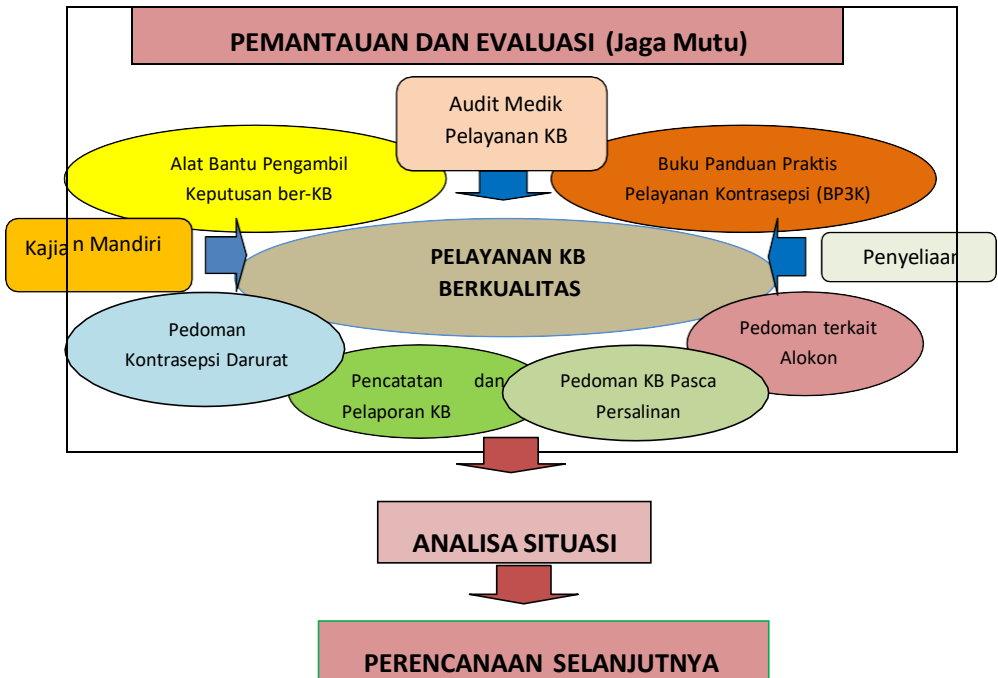 PEMANTAUAN DAN EVALUASI (Jaga Mutu)
Audit Medik
Pelayanan KB
Alat Bantu Pengambil
Keputusan ber-KB
Buku Panduan Praktis
Pelayanan Kontrasepsi (BP3K)
Kajian Mandiri
PELAYANAN KB
BERKUALITAS
Penyeliaan
Pedoman
Kontrasepsi Darurat
Pedoman terkait
Alokon
Pencatatan dan
Pelaporan KB
Pedoman KB Pasca
Persalinan
ANALISA SITUASI
PERENCANAAN SELANJUTNYA